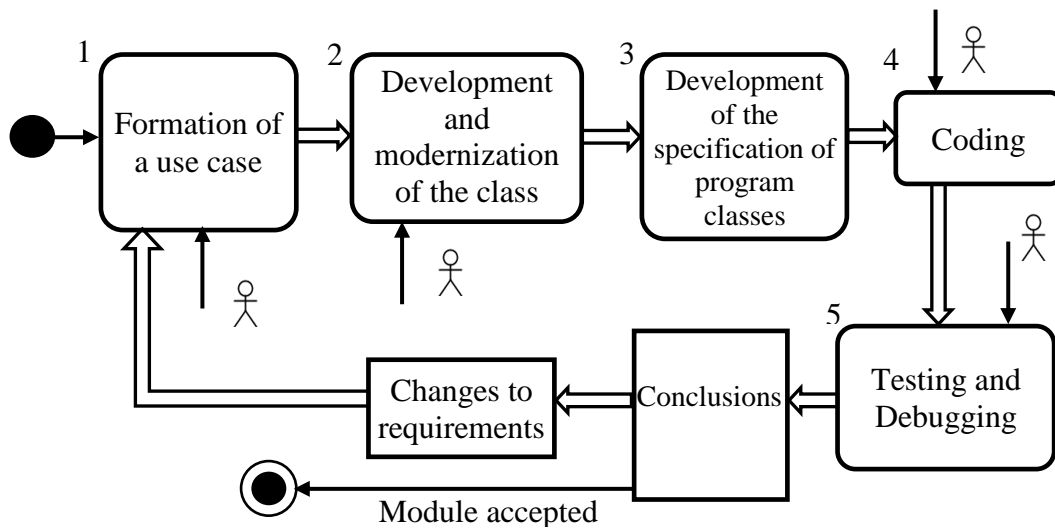 1
Formation of
a use case
2
Development
and
modernization
of the class
3
Development
of the
specification of
program
classes
4
Coding
5
Testing and
Debugging
Conclusions
Changes to
requirements
Module accepted